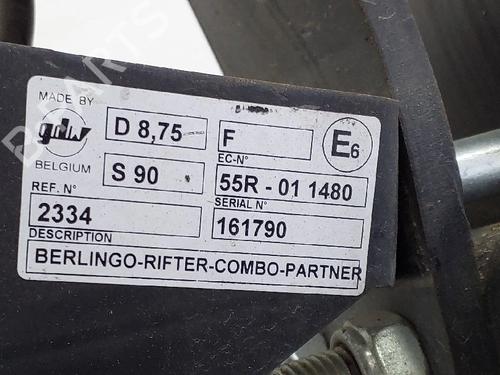 MADE BY
gdw
BELGIUM
D 8,75
S 90
F
E6
EC-N°
55R - 01 1480
REF. N°
2334
SERIAL N°
161790
DESCRIPTION
BERLINGO-RIFTER-COMBO-PARTNER